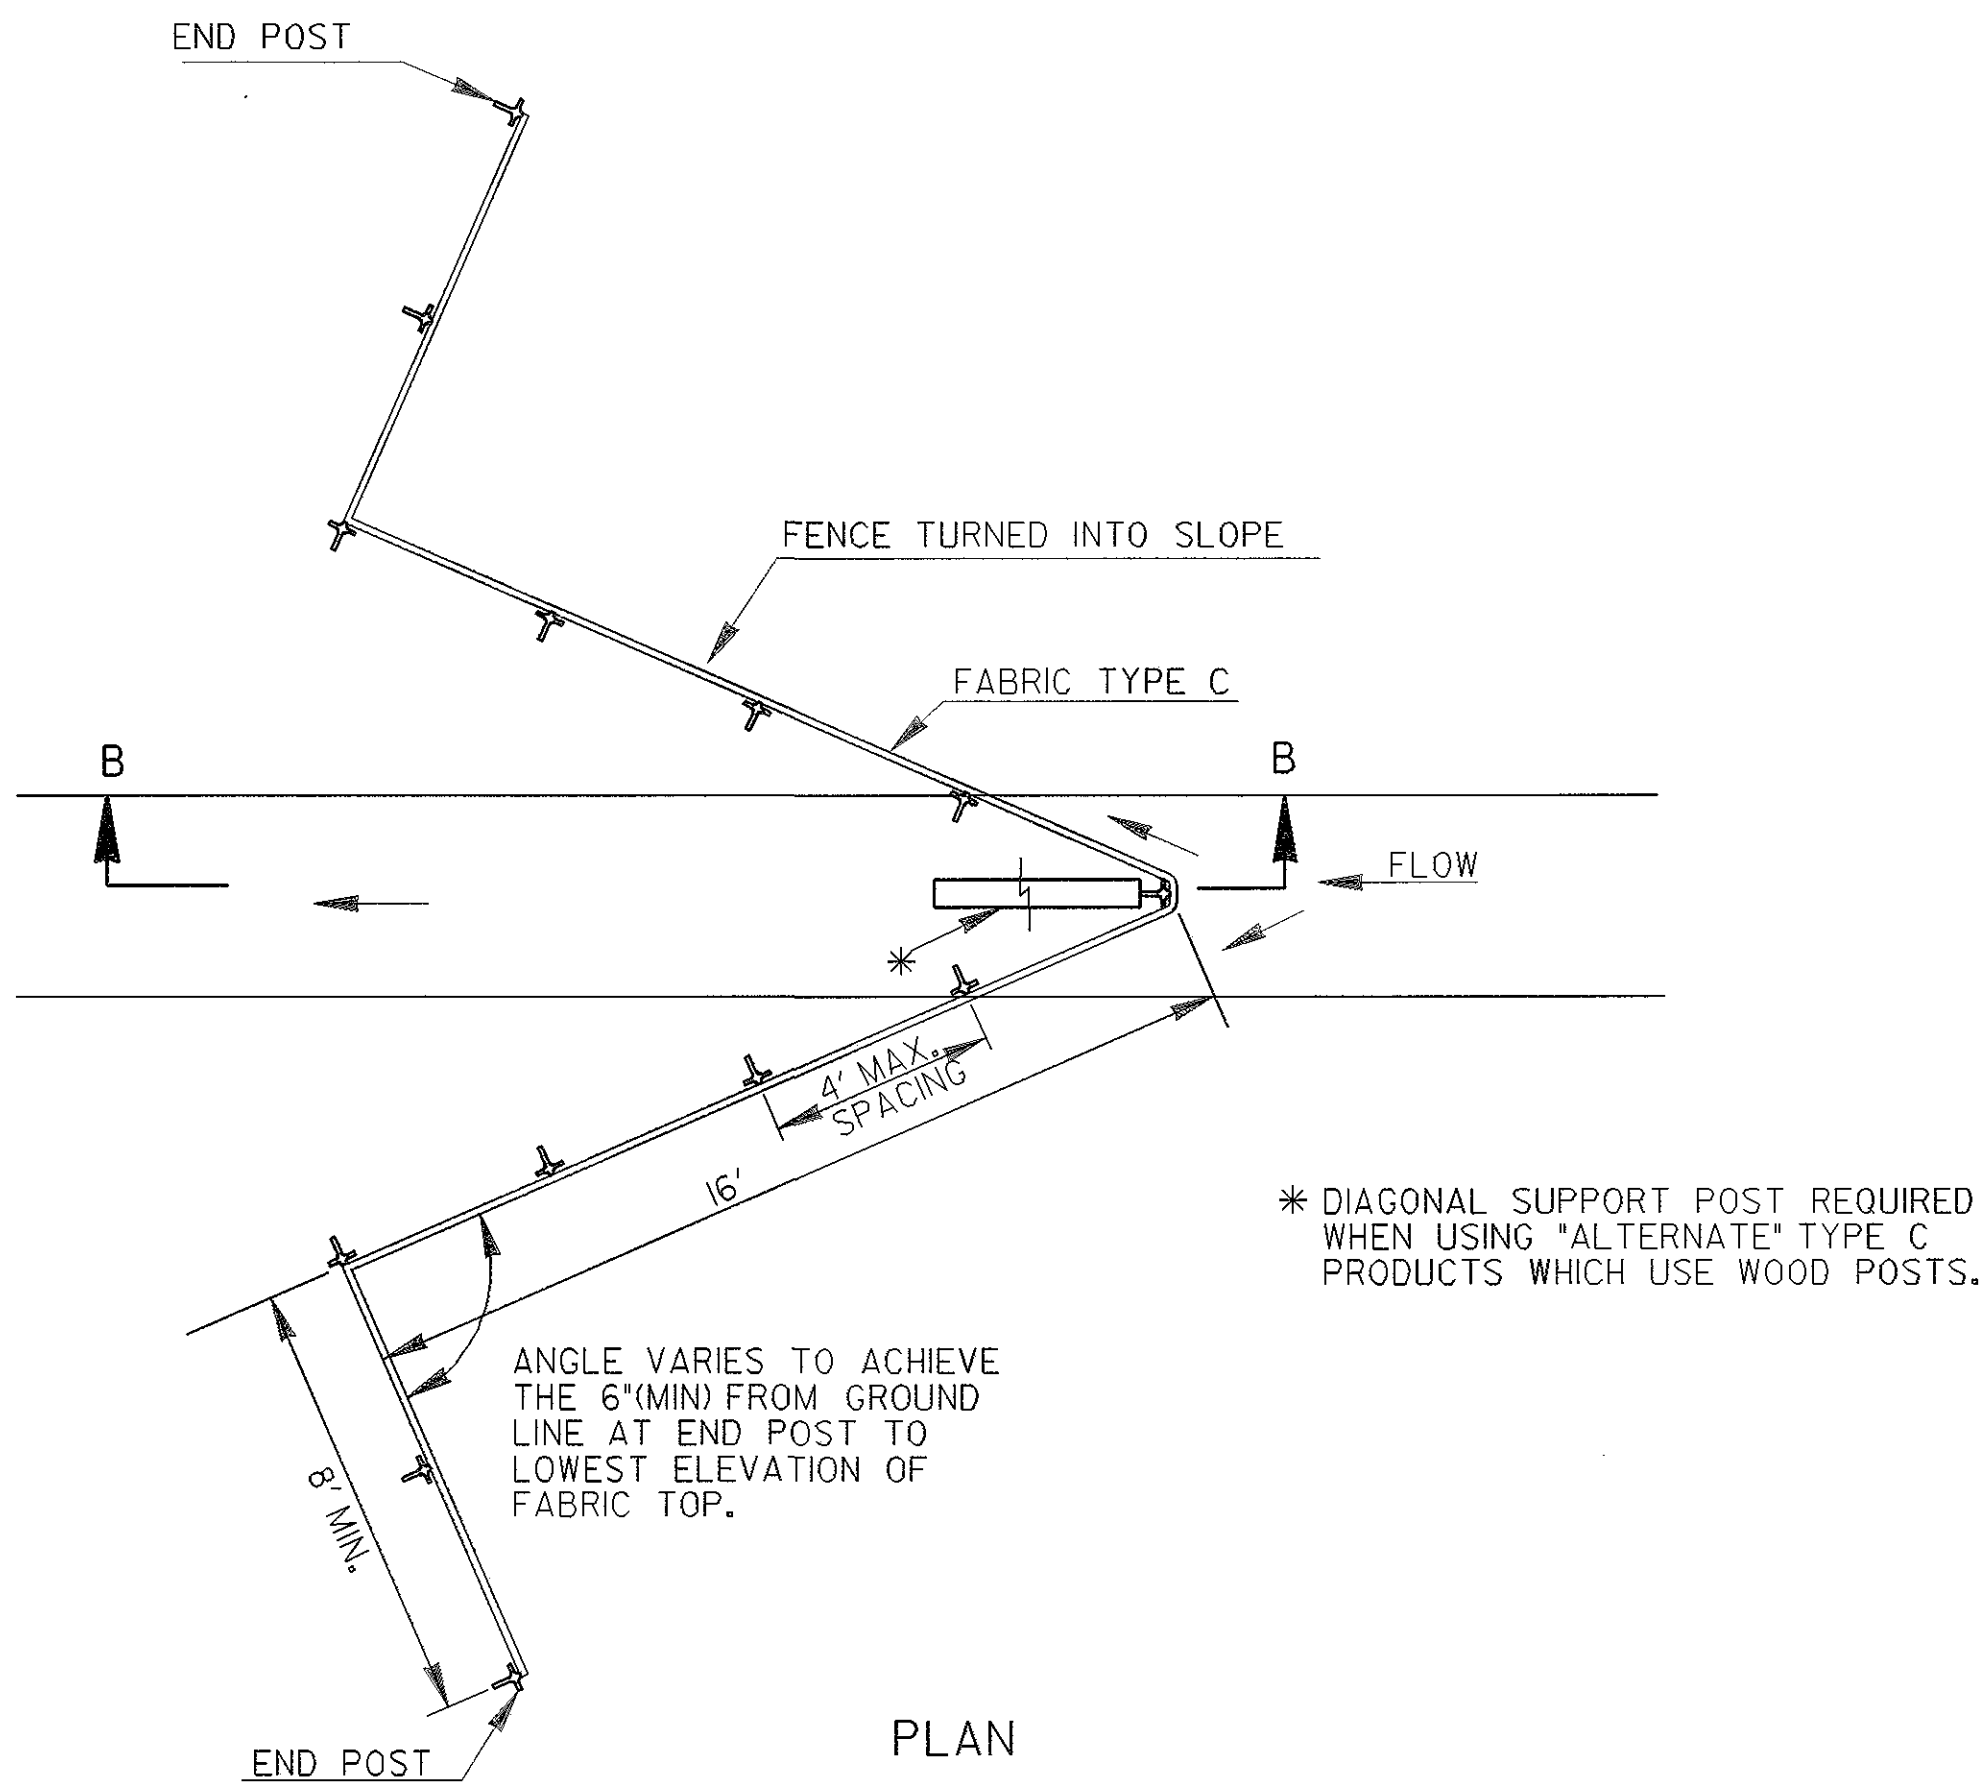 END POST
FENCE TURNED INTO SLOPE
FABRIC TYPE C
B
B
FLOW
*
4' MAX.
SPACING
16'
* DIAGONAL SUPPORT POST REQUIRED
WHEN USING "ALTERNATE" TYPE C
PRODUCTS WHICH USE WOOD POSTS.
ANGLE VARIES TO ACHIEVE
THE 6"(MIN) FROM GROUND
LINE AT END POST TO
LOWEST ELEVATION OF
FABRIC TOP.
8' MIN.
END POST
PLAN